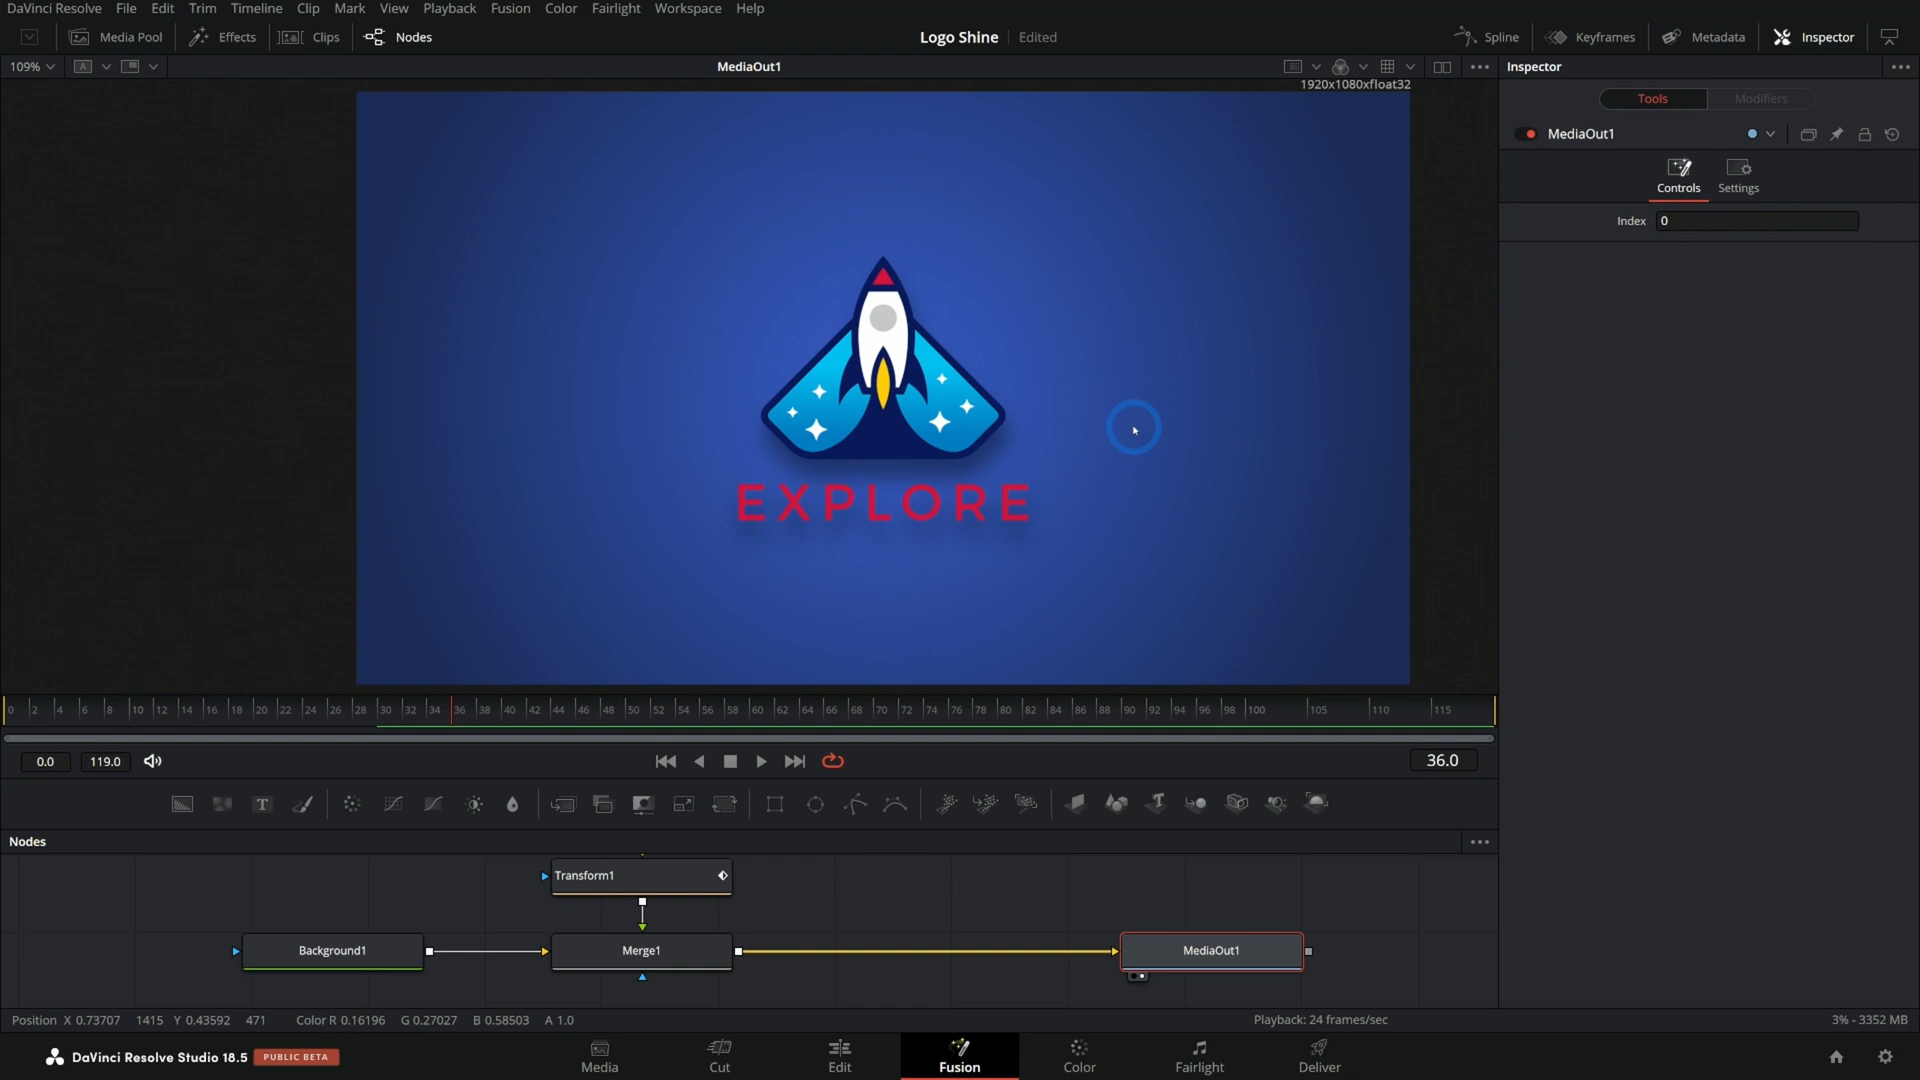 DaVinci Resolve File Edit Trim Timeline Clip Mark View Playback Fusion Color Fairlight Workspace Help
Media Pool Effects Clips Nodes Logo Shine Edited Spline Keyframes Metadata Inspector
109% A MediaOut1 Inspector
1920x1080xfloat32
Tools Modifiers
MediaOut1
Controls Settings
Index 0
EXPLORE
0 2 4 6 8 10 12 14 16 18 20 22 24 26 28 30 32 34 36 38 40 42 44 46 48 50 52 54 56 58 60 62 64 66 68 70 72 74 76 78 80 82 84 86 88 90 92 94 96 98 100 105 110 115
0.0 119.0 36.0
T
Nodes
Transform1
Background1 Merge1 MediaOut1
Position X 0.73707 1415 Y 0.43592 471 Color R 0.16196 G 0.27027 B 0.58503 A 1.0 Playback: 24 frames/sec 3% - 3352 MB
DaVinci Resolve Studio 18.5 PUBLIC BETA Media Cut Edit Fusion Color Fairlight Deliver